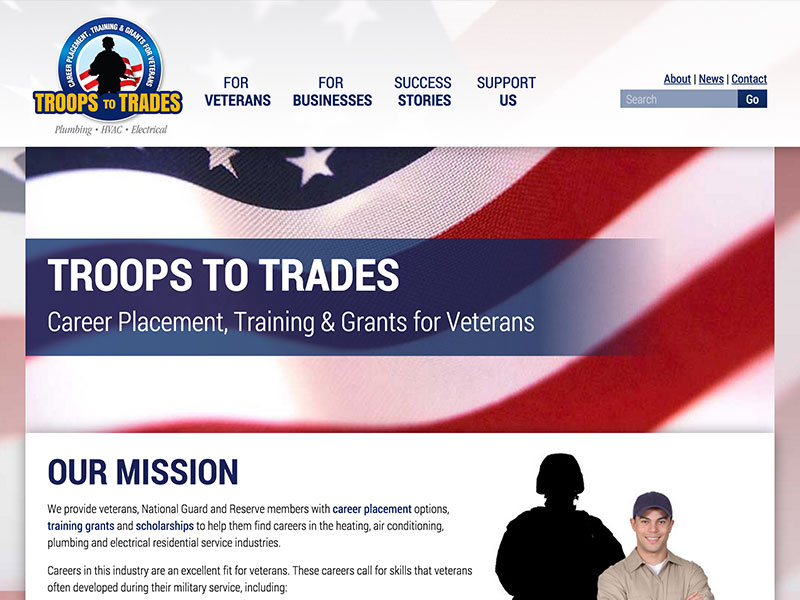 CAREER PLACEMENT, TRAINING & GRANTS FOR VETERANS
TROOPS TO TRADES
Plumbing • HVAC • Electrical
FOR
VETERANS
FOR
BUSINESSES
SUCCESS
STORIES
SUPPORT
US
About | News | Contact
Search Go
TROOPS TO TRADES
Career Placement, Training & Grants for Veterans
OUR MISSION
We provide veterans, National Guard and Reserve members with career placement options,
training grants and scholarships to help them find careers in the heating, air conditioning,
plumbing and electrical residential service industries.
Careers in this industry are an excellent fit for veterans. These careers call for skills that veterans
often developed during their military service, including: